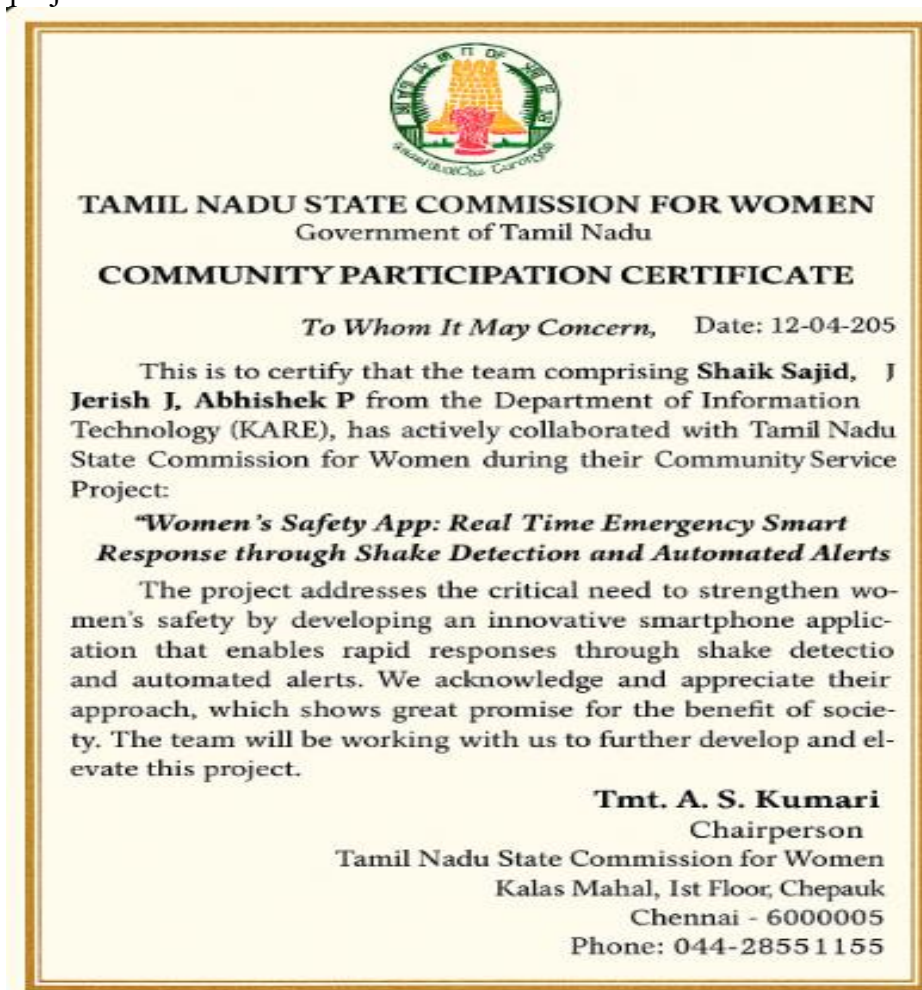 TAMIL NADU STATE COMMISSION FOR WOMEN
Government of Tamil Nadu
COMMUNITY PARTICIPATION CERTIFICATE
To Whom It May Concern, Date: 12-04-205
This is to certify that the team comprising Shaik Sajid, J
Jerish J, Abhishek P from the Department of Information
Technology (KARE), has actively collaborated with Tamil Nadu
State Commission for Women during their Community Service
Project:
“Women’s Safety App: Real Time Emergency Smart
Response through Shake Detection and Automated Alerts
The project addresses the critical need to strengthen wo-
men’s safety by developing an innovative smartphone applic-
ation that enables rapid responses through shake detectio
and automated alerts. We acknowledge and appreciate their
approach, which shows great promise for the benefit of socie-
ty. The team will be working with us to further develop and el-
evate this project.
Tmt. A. S. Kumari
Chairperson
Tamil Nadu State Commission for Women
Kalas Mahal, 1st Floor, Chepauk
Chennai - 6000005
Phone: 044-28551155